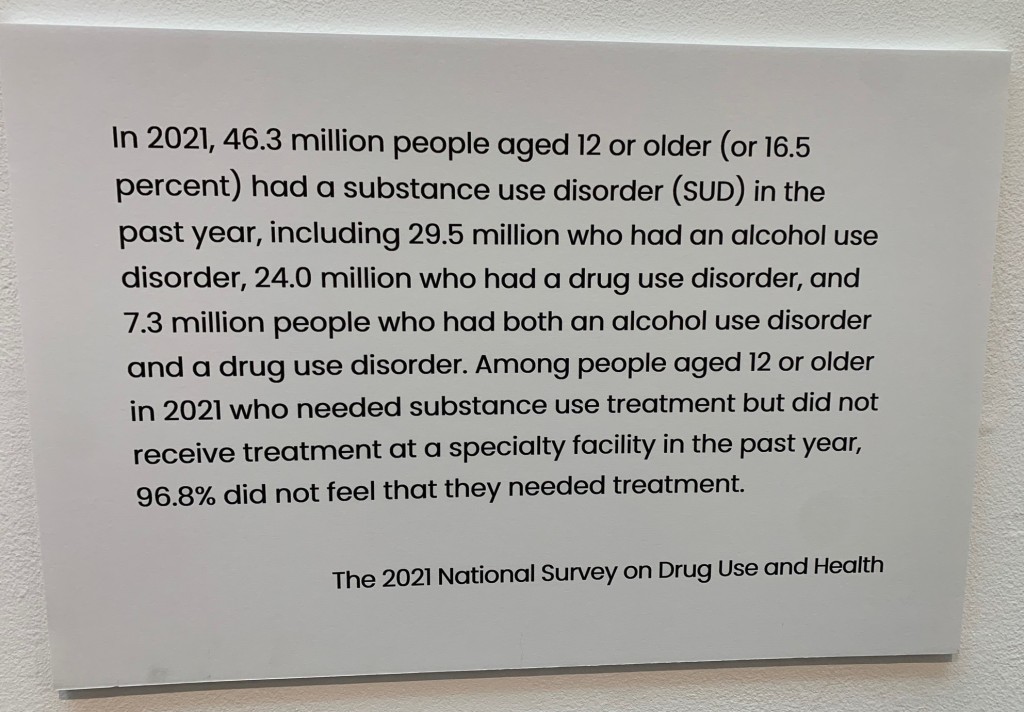 In 2021, 46.3 million people aged 12 or older (or 16.5
percent) had a substance use disorder (SUD) in the
past year, including 29.5 million who had an alcohol use
disorder, 24.0 million who had a drug use disorder, and
7.3 million people who had both an alcohol use disorder
and a drug use disorder. Among people aged 12 or older
in 2021 who needed substance use treatment but did not
receive treatment at a specialty facility in the past year,
96.8% did not feel that they needed treatment.
The 2021 National Survey on Drug Use and Health